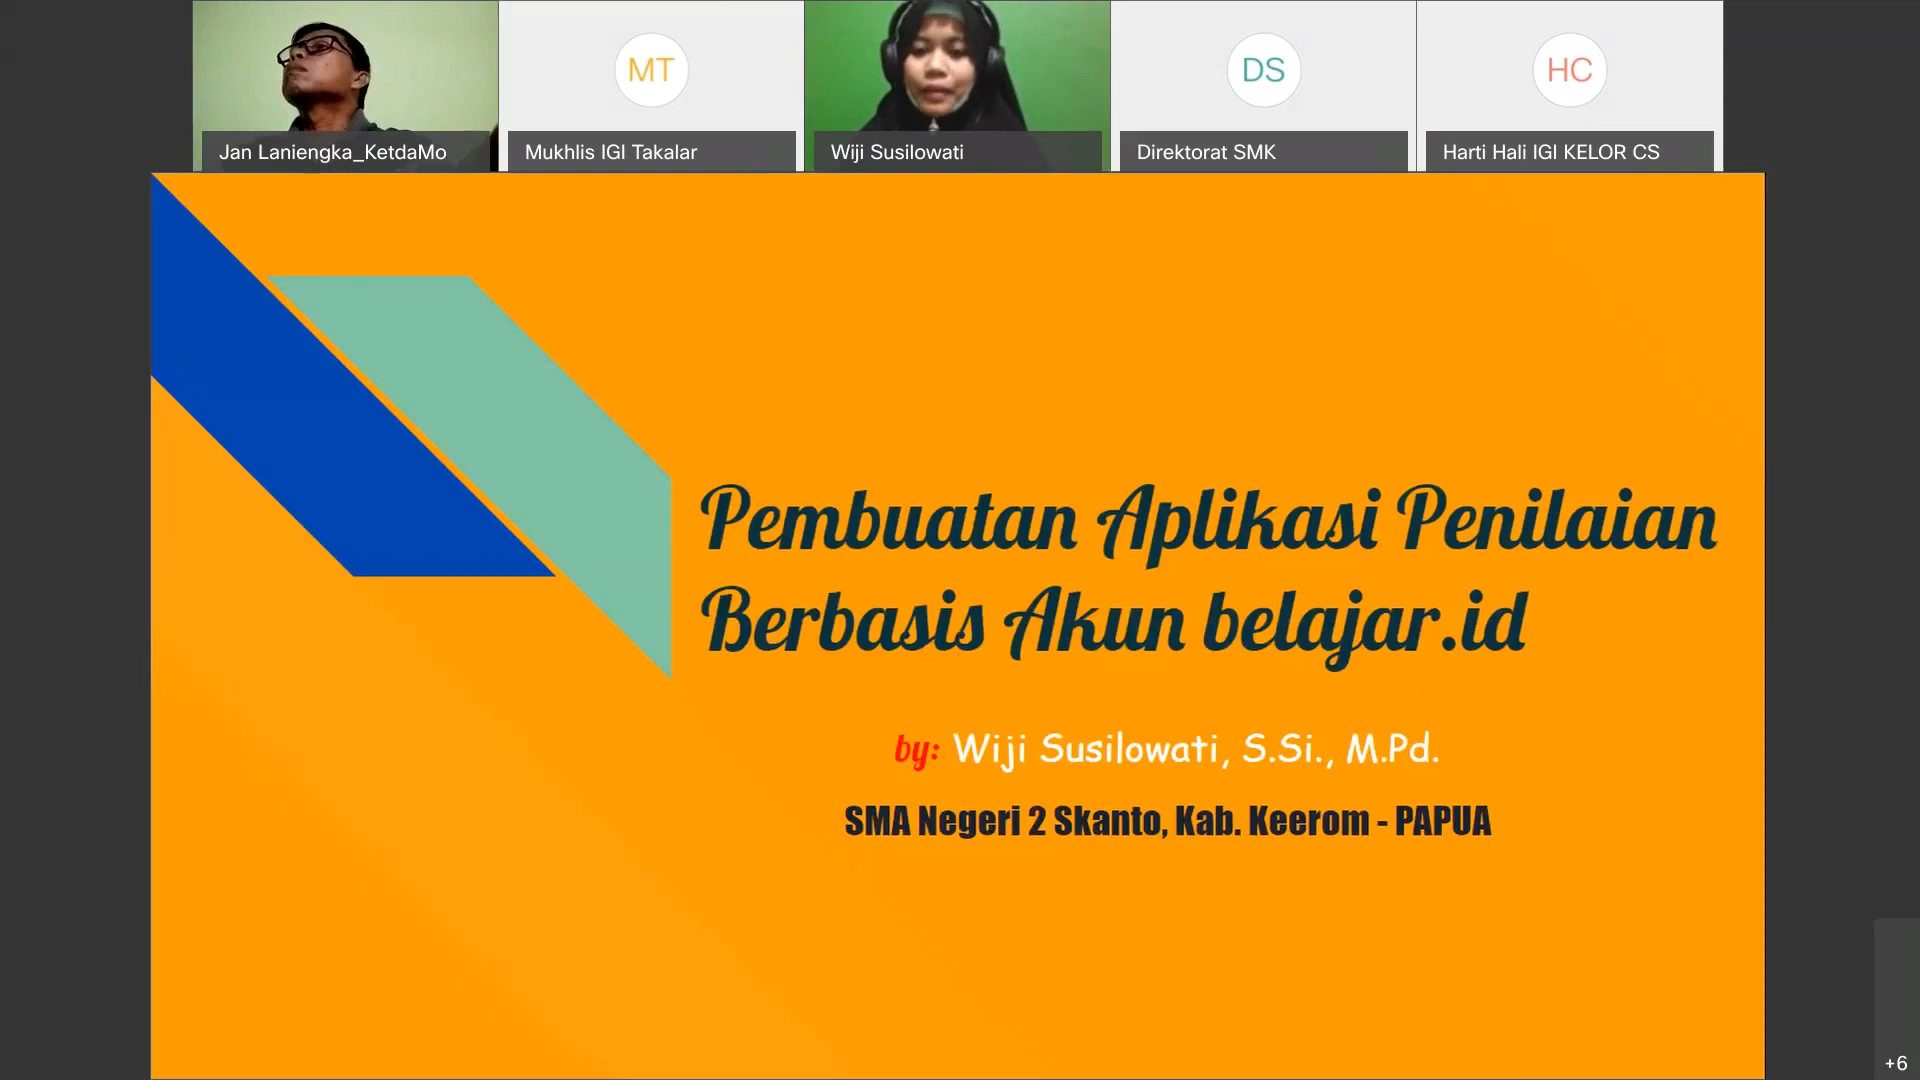 MT
DS
HC
Jan Laniengka_KetdaMo
Mukhlis IGI Takalar
Wiji Susilowati
Direktorat SMK
Harti Hali IGI KELOR CS
Pembuatan Aplikasi Penilaian
Berbasis Akun belajar.id
by: Wiji Susilowati, S.Si., M.Pd.
SMA Negeri 2 Skanto, Kab. Keerom - PAPUA
+6